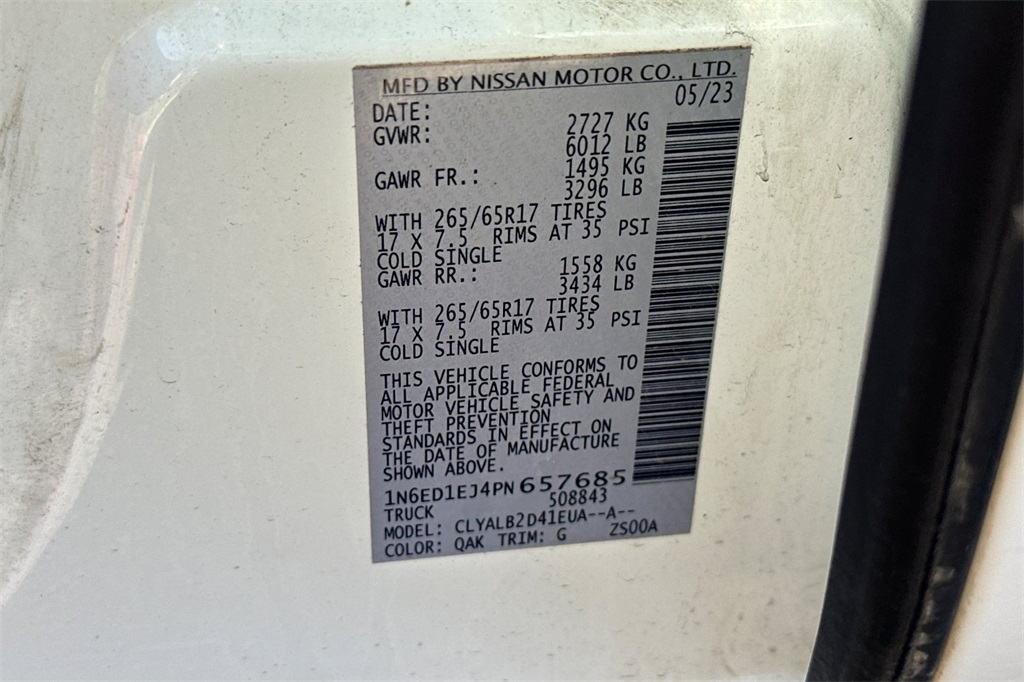 MFD BY NISSAN MOTOR CO., LTD.
DATE: 05/23
GVWR: 2727 KG
6012 LB
GAWR FR.: 1495 KG
3296 LB
WITH 265/65R17 TIRES
17 X 7.5 RIMS AT 35 PSI
COLD SINGLE
GAWR RR.: 1558 KG
3434 LB
WITH 265/65R17 TIRES
17 X 7.5 RIMS AT 35 PSI
COLD SINGLE
THIS VEHICLE CONFORMS TO
ALL APPLICABLE FEDERAL
MOTOR VEHICLE SAFETY AND
THEFT PREVENTION
STANDARDS IN EFFECT ON
THE DATE OF MANUFACTURE
SHOWN ABOVE.
1N6ED1EJ4PN657685
TRUCK 508843
MODEL: CLYALB2D41EUA--A--
COLOR: QAK TRIM: G ZS00A